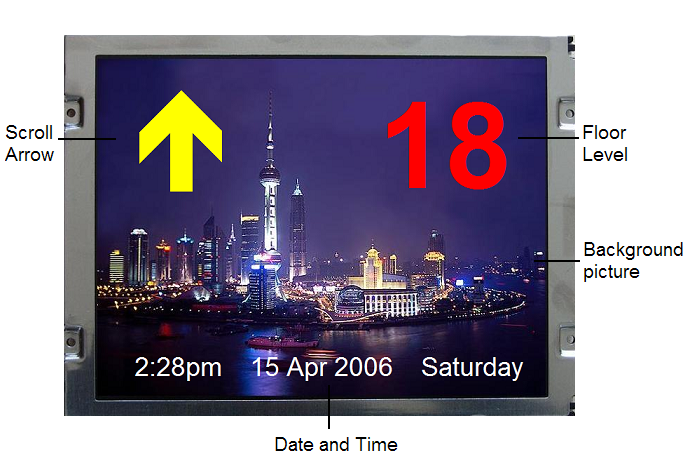 Scroll
Arrow
18
Floor
Level
Background
picture
2:28pm 15 Apr 2006 Saturday
Date and Time